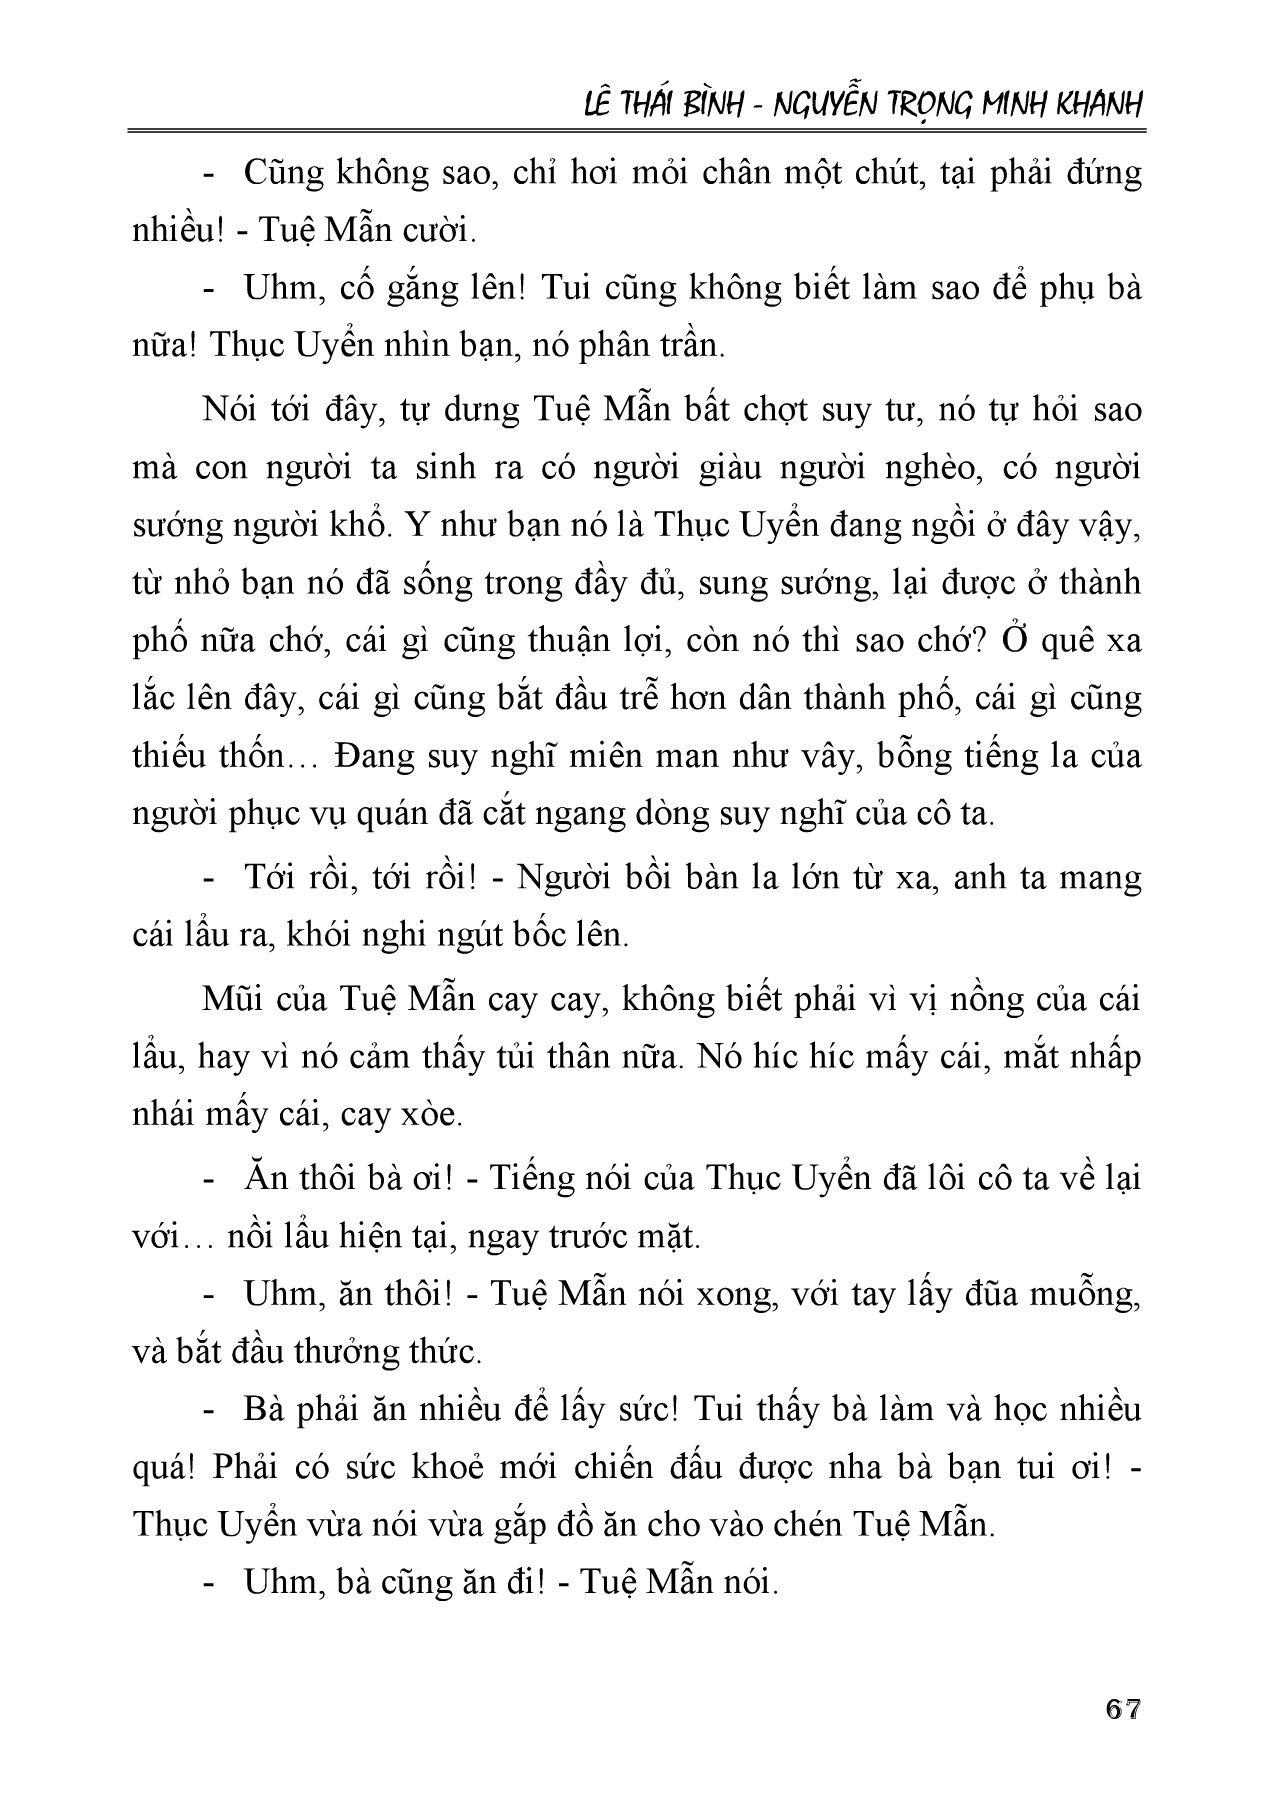 LÊ THÁI BÌNH - NGUYỄN TRỌNG MINH KHANH
- Cũng không sao, chỉ hơi mỏi chân một chút, tại phải đứng
nhiều! - Tuệ Mẫn cười.
- Uhm, cố gắng lên! Tui cũng không biết làm sao để phụ bà
nữa! Thục Uyển nhìn bạn, nó phân trần.
Nói tới đây, tự dưng Tuệ Mẫn bất chợt suy tư, nó tự hỏi sao
mà con người ta sinh ra có người giàu người nghèo, có người
sướng người khổ. Y như bạn nó là Thục Uyển đang ngồi ở đây vậy,
từ nhỏ bạn nó đã sống trong đầy đủ, sung sướng, lại được ở thành
phố nữa chớ, cái gì cũng thuận lợi, còn nó thì sao chớ? Ở quê xa
lắc lên đây, cái gì cũng bắt đầu trễ hơn dân thành phố, cái gì cũng
thiếu thốn… Đang suy nghĩ miên man như vây, bỗng tiếng la của
người phục vụ quán đã cắt ngang dòng suy nghĩ của cô ta.
- Tới rồi, tới rồi! - Người bồi bàn la lớn từ xa, anh ta mang
cái lẩu ra, khói nghi ngút bốc lên.
Mũi của Tuệ Mẫn cay cay, không biết phải vì vị nồng của cái
lẩu, hay vì nó cảm thấy tủi thân nữa. Nó híc híc mấy cái, mắt nhấp
nhái mấy cái, cay xòe.
- Ăn thôi bà ơi! - Tiếng nói của Thục Uyển đã lôi cô ta về lại
với… nồi lẩu hiện tại, ngay trước mặt.
- Uhm, ăn thôi! - Tuệ Mẫn nói xong, với tay lấy đũa muỗng,
và bắt đầu thưởng thức.
- Bà phải ăn nhiều để lấy sức! Tui thấy bà làm và học nhiều
quá! Phải có sức khoẻ mới chiến đấu được nha bà bạn tui ơi! -
Thục Uyển vừa nói vừa gắp đồ ăn cho vào chén Tuệ Mẫn.
- Uhm, bà cũng ăn đi! - Tuệ Mẫn nói.
67